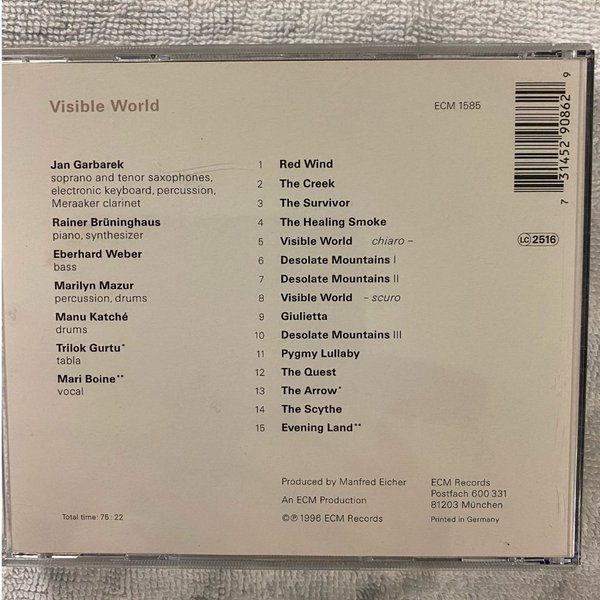 Visible World
ECM 1585
Jan Garbarek
soprano and tenor saxophones,
electronic keyboard, percussion,
Meraaker clarinet
Rainer Brüninghaus
piano, synthesizer
Eberhard Weber
bass
Marilyn Mazur
percussion, drums
Manu Katché
drums
Trilok Gurtu*
tabla
Mari Boine**
vocal
1 Red Wind
2 The Creek
3 The Survivor
4 The Healing Smoke
5 Visible World chiaro –
6 Desolate Mountains I
7 Desolate Mountains II
8 Visible World – scuro
9 Giulietta
10 Desolate Mountains III
11 Pygmy Lullaby
12 The Quest
13 The Arrow*
14 The Scythe
15 Evening Land**
7 31452 90862 9
LC 2516
Total time: 75 : 22
Produced by Manfred Eicher
An ECM Production
©℗ 1996 ECM Records
ECM Records
Postfach 600 331
81203 München
Printed in Germany